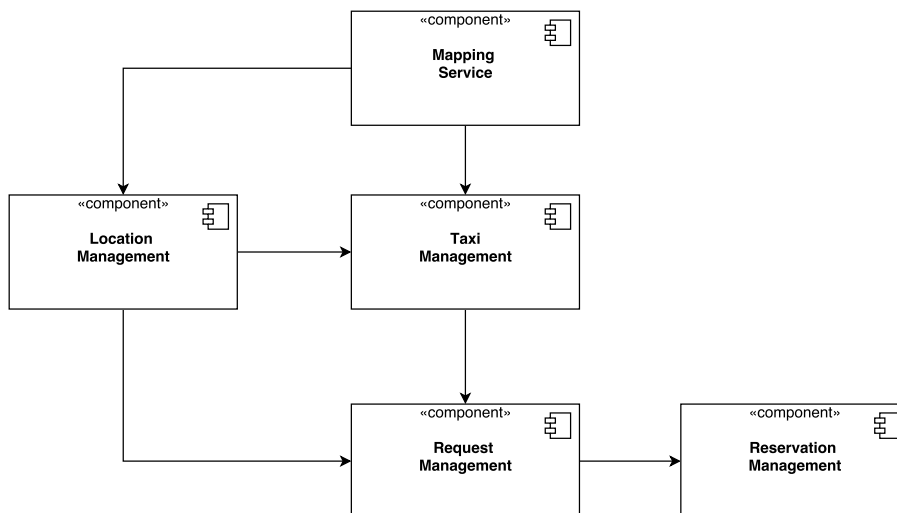 «component»
Mapping
Service
«component»
Location
Management
«component»
Taxi
Management
«component»
Request
Management
«component»
Reservation
Management